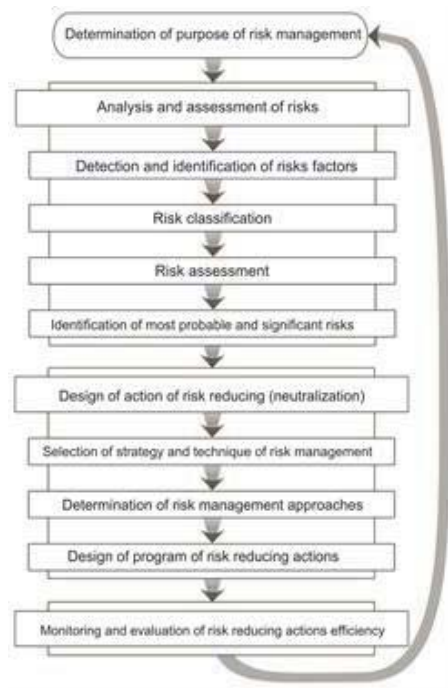 Determination of purpose of risk management
Analysis and assessment of risks
Detection and identification of risks factors
Risk classification
Risk assessment
Identification of most probable and significant risks
Design of action of risk reducing (neutralization)
Selection of strategy and technique of risk management
Determination of risk management approaches
Design of program of risk reducing actions
Monitoring and evaluation of risk reducing actions efficiency